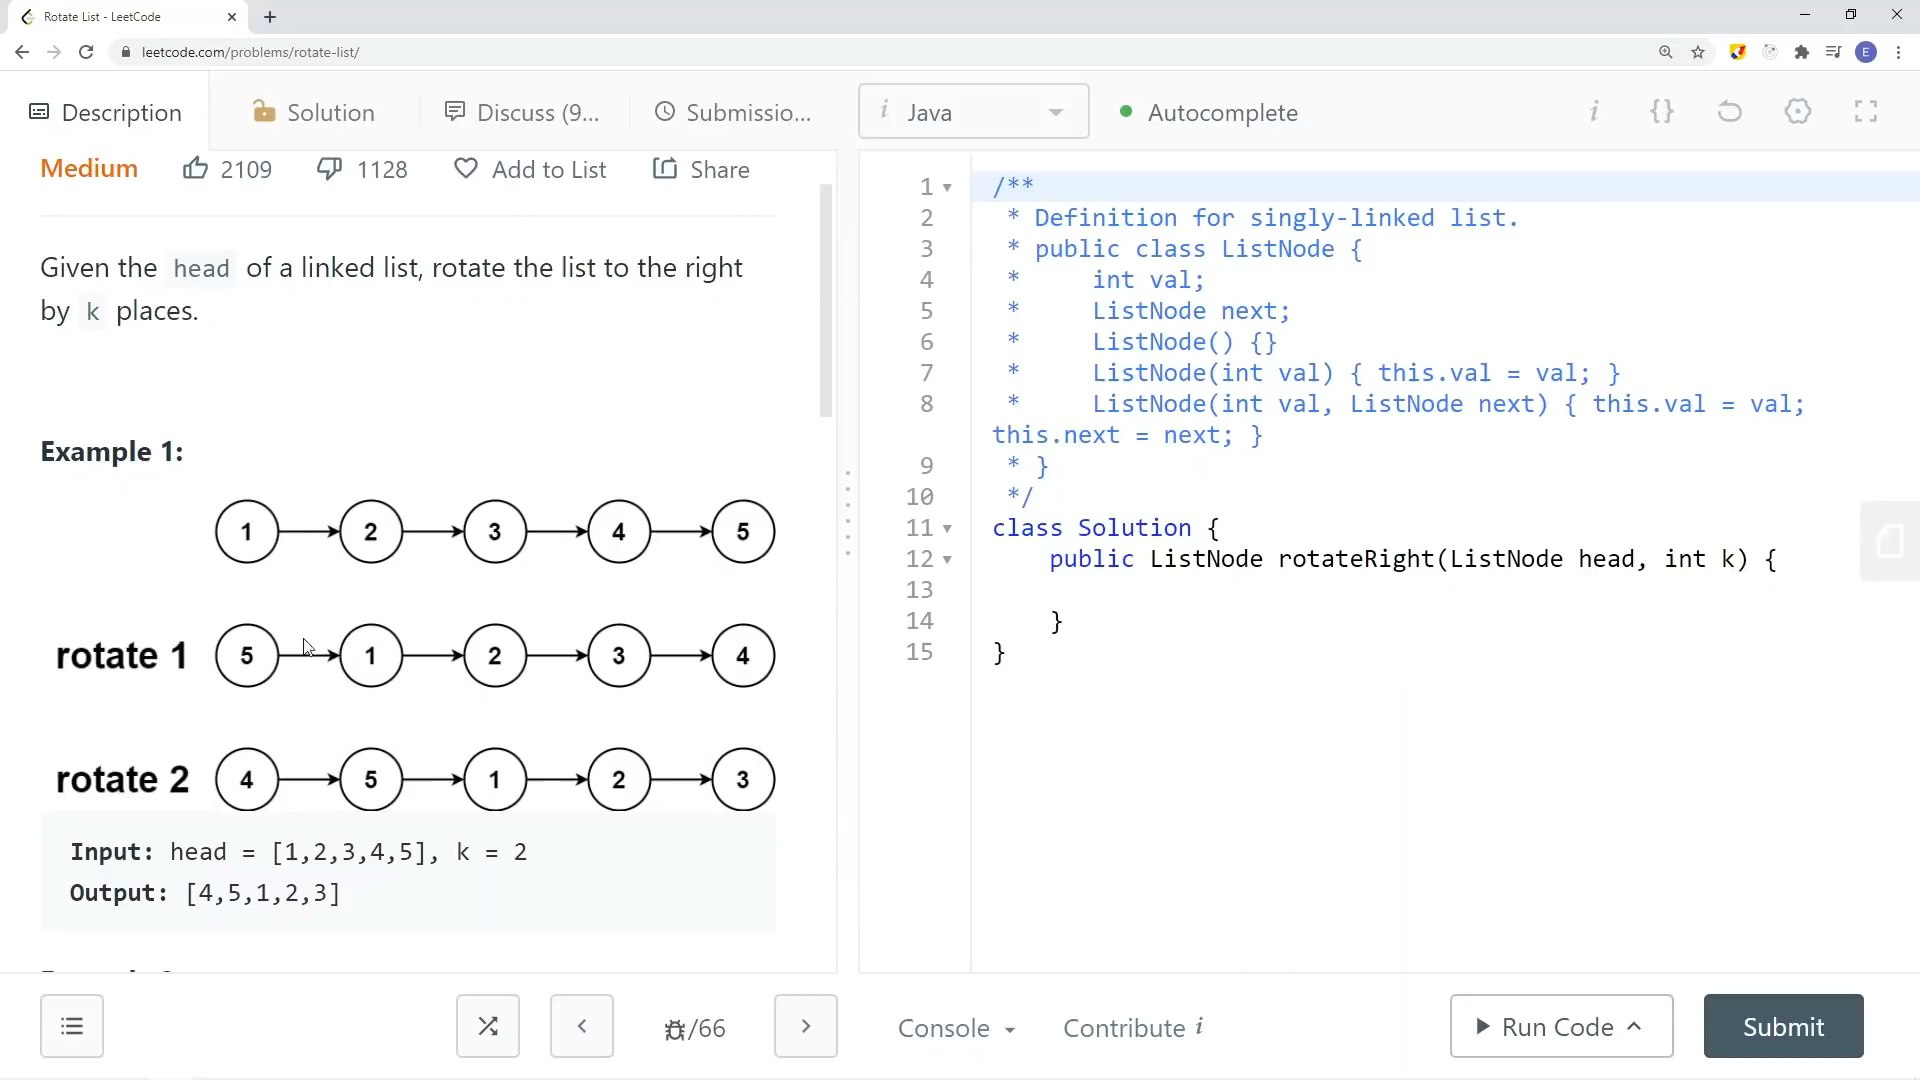 Rotate List - LeetCode
leetcode.com/problems/rotate-list/
E
Description
Solution
Discuss (9...
Submissio...
i Java
Autocomplete
i {}
Medium
2109
1128
Add to List
Share
Given the head of a linked list, rotate the list to the right
by k places.
Example 1:
1 2 3 4 5
rotate 1 5 1 2 3 4
rotate 2 4 5 1 2 3
Input: head = [1,2,3,4,5], k = 2
Output: [4,5,1,2,3]
1 /**
2 * Definition for singly-linked list.
3 * public class ListNode {
4 * int val;
5 * ListNode next;
6 * ListNode() {}
7 * ListNode(int val) { this.val = val; }
8 * ListNode(int val, ListNode next) { this.val = val;
this.next = next; }
9 * }
10 */
11 class Solution {
12 public ListNode rotateRight(ListNode head, int k) {
13
14 }
15 }
/66
Console
Contribute i
Run Code
Submit